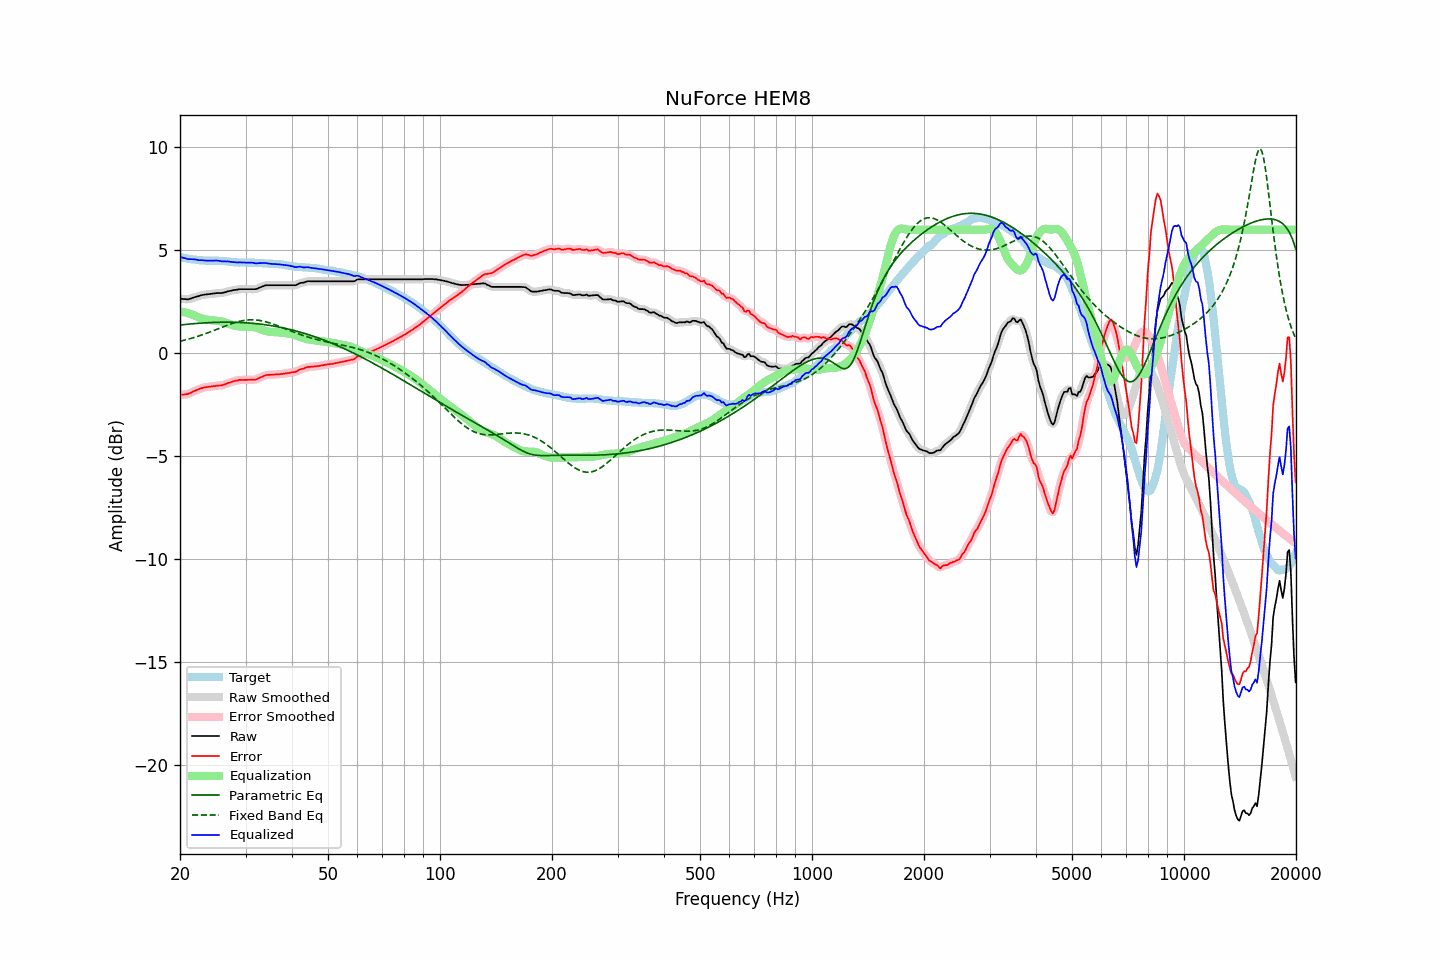 NuForce HEM8
Amplitude (dBr)
10
5
0
−5
−10
−15
−20
Target
Raw Smoothed
Error Smoothed
Raw
Error
Equalization
Parametric Eq
Fixed Band Eq
Equalized
20 50 100 200 500 1000 2000 5000 10000 20000
Frequency (Hz)